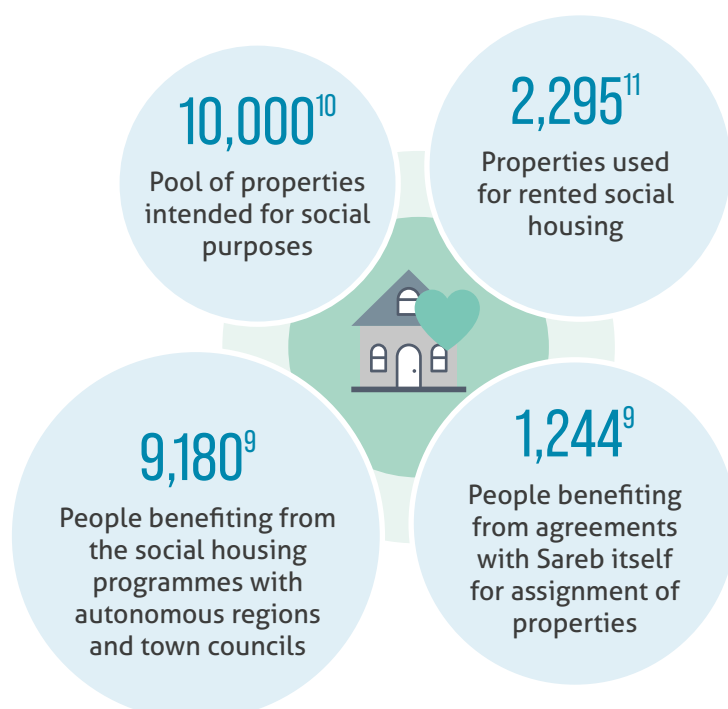 10,000¹⁰
Pool of properties
intended for social
purposes
2,295¹¹
Properties used
for rented social
housing
9,180⁹
People benefiting from
the social housing
programmes with
autonomous regions
and town councils
1,244⁹
People benefiting
from agreements
with Sareb itself
for assignment of
properties